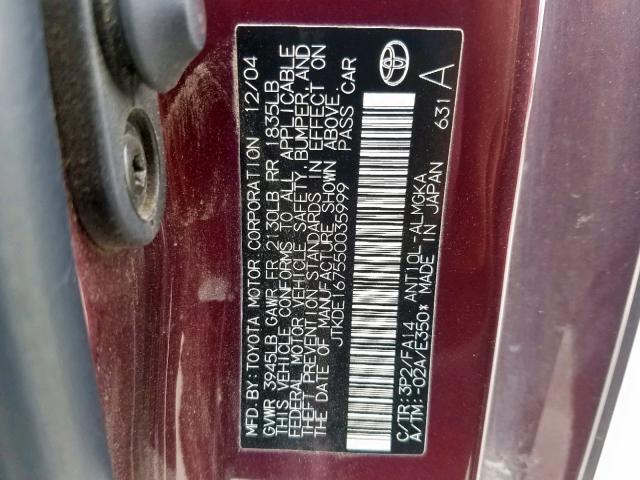 MFD.BY:TOYOTA MOTOR CORPORATION 12/04
GVWR 3945LB GAWR FR 2130LB RR 1835LB
THIS VEHICLE CONFORMS TO ALL APPLICABLE
FEDERAL MOTOR VEHICLE SAFETY, BUMPER, AND
THEFT PREVENTION STANDARDS IN EFFECT ON
THE DATE OF MANUFACTURE SHOWN ABOVE.
JTKDE167550035999 PASS CAR
C/TR:3P2/FA14 ANT10L-ALMGKA 631 A
A/TM:-02A/E350* MADE IN JAPAN